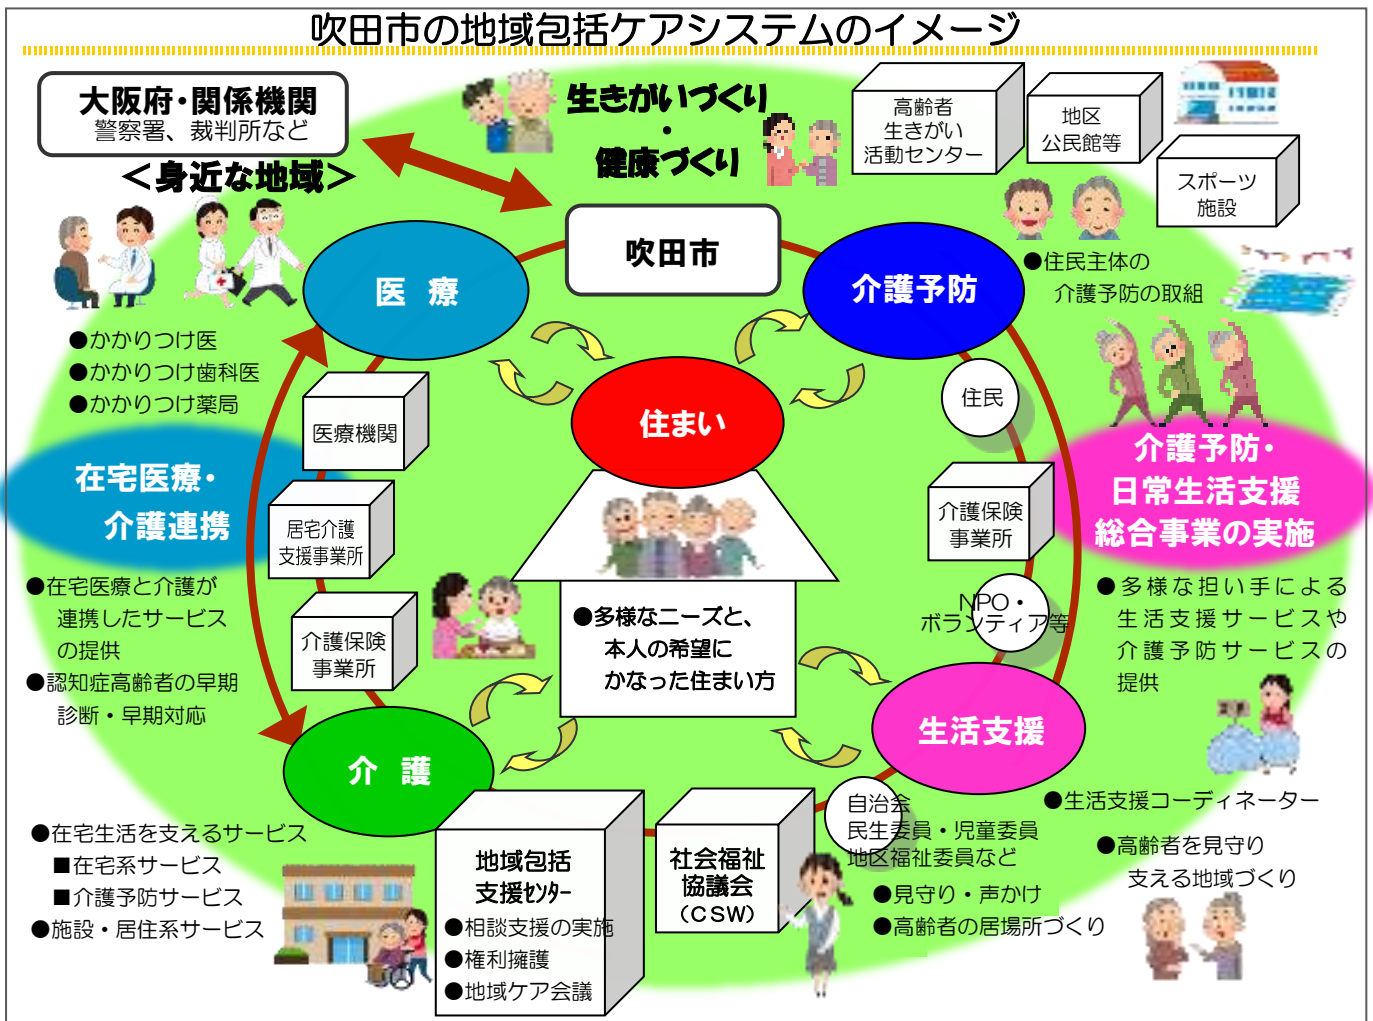 吹田市の地域包括ケアシステムのイメージ
大阪府・関係機関
警察署、裁判所など
＜身近な地域＞
生きがいづくり
・
健康づくり
高齢者
生きがい
活動センター
地区
公民館等
スポーツ
施設
吹田市
医 療
介護予防
●住民主体の
介護予防の取組
●かかりつけ医
●かかりつけ歯科医
●かかりつけ薬局
住まい
住民
医療機関
在宅医療・
介護連携
居宅介護
支援事業所
介護保険
事業所
介護予防・
日常生活支援
総合事業の実施
●在宅医療と介護が
連携したサービス
の提供
●認知症高齢者の早期
診断・早期対応
介護保険
事業所
●多様なニーズと、
本人の希望に
かなった住まい方
NPO・
ボランティア等
●多様な担い手による
生活支援サービスや
介護予防サービスの
提供
介 護
生活支援
●在宅生活を支えるサービス
■在宅系サービス
■介護予防サービス
●施設・居住系サービス
地域包括
支援センター
●相談支援の実施
●権利擁護
●地域ケア会議
社会福祉
協議会
（CSW）
自治会
民生委員・児童委員
地区福祉委員など
●見守り・声かけ
●高齢者の居場所づくり
●生活支援コーディネーター
●高齢者を見守り
支える地域づくり